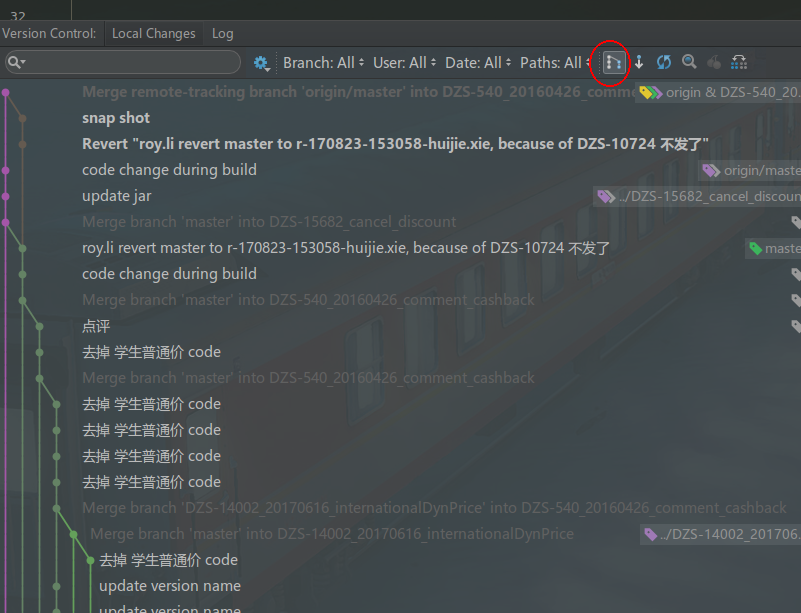 32
Version Control: Local Changes Log
Branch: All User: All Date: All Paths: All
Merge remote-tracking branch 'origin/master' into DZS-540_20160426_comme origin & DZS-540_20.
snap shot
Revert "roy.li revert master to r-170823-153058-huijie.xie, because of DZS-10724 不发了"
code change during build origin/maste
update jar ../DZS-15682_cancel_discoun
Merge branch 'master' into DZS-15682_cancel_discount
roy.li revert master to r-170823-153058-huijie.xie, because of DZS-10724 不发了 maste
code change during build
Merge branch 'master' into DZS-540_20160426_comment_cashback
点评
去掉 学生普通价 code
Merge branch 'master' into DZS-540_20160426_comment_cashback
去掉 学生普通价 code
去掉 学生普通价 code
去掉 学生普通价 code
去掉 学生普通价 code
Merge branch 'DZS-14002_20170616_internationalDynPrice' into DZS-540_20160426_comment_cashback
Merge branch 'master' into DZS-14002_20170616_internationalDynPrice ../DZS-14002_201706.
去掉 学生普通价 code
update version name
update version name